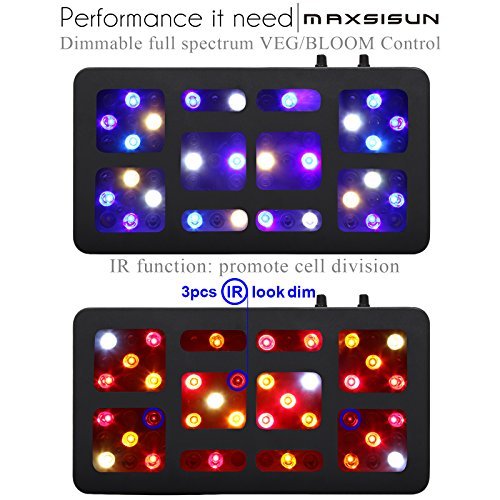 Performance it need MAXSISUN
Dimmable full spectrum VEG/BLOOM Control
IR function: promote cell division
3pcs IR look dim